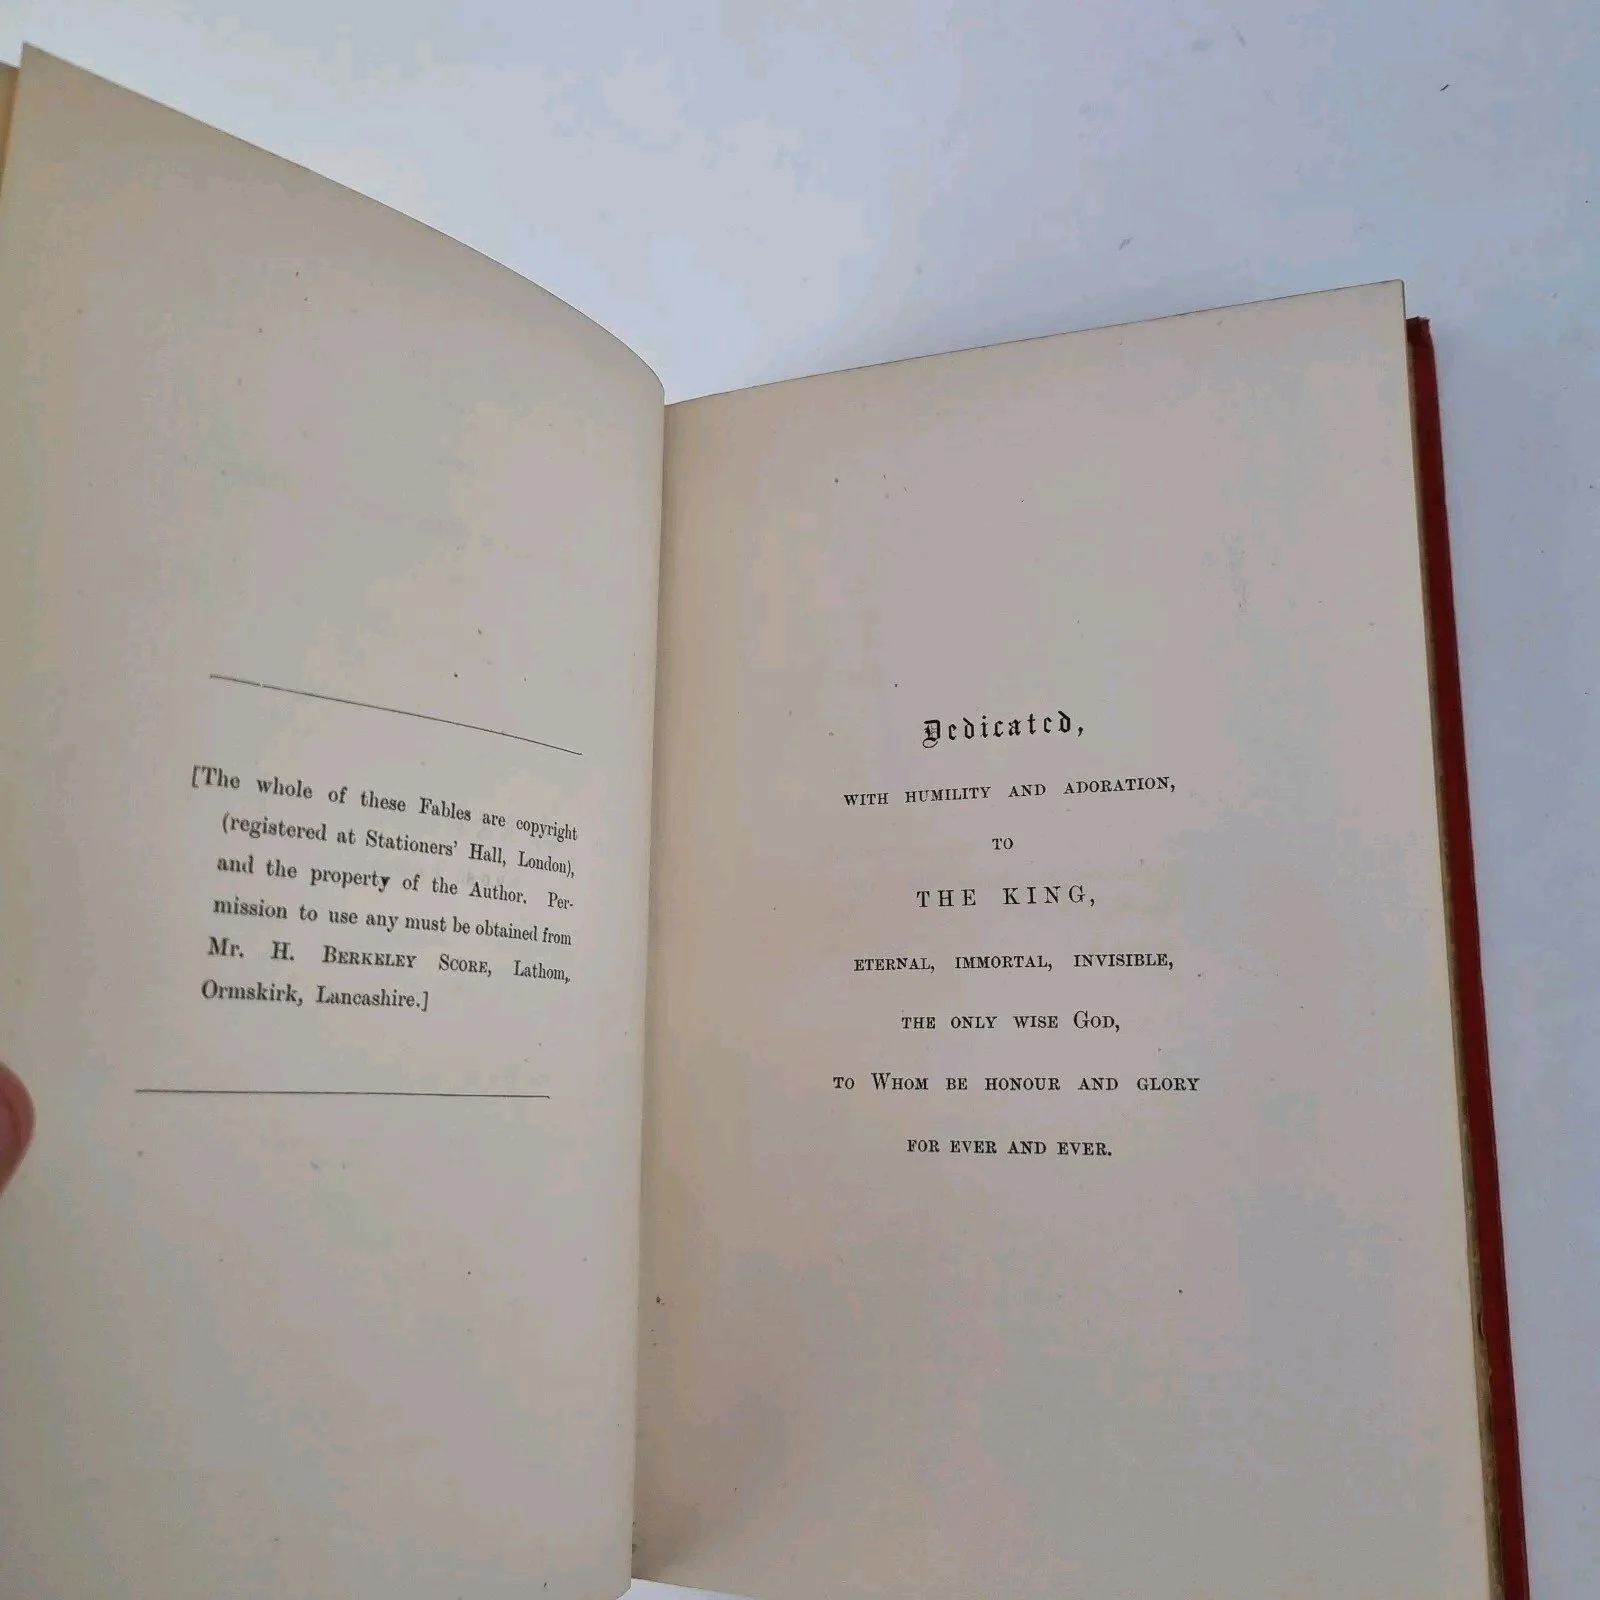 [The whole of these Fables are copyright
(registered at Stationers' Hall, London),
and the property of the Author. Per-
mission to use any must be obtained from
Mr. H. BERKELEY SCORE, Lathom,
Ormskirk, Lancashire.]
Dedicated,
WITH HUMILITY AND ADORATION,
TO
THE KING,
ETERNAL, IMMORTAL, INVISIBLE,
THE ONLY WISE GOD,
TO WHOM BE HONOUR AND GLORY
FOR EVER AND EVER.